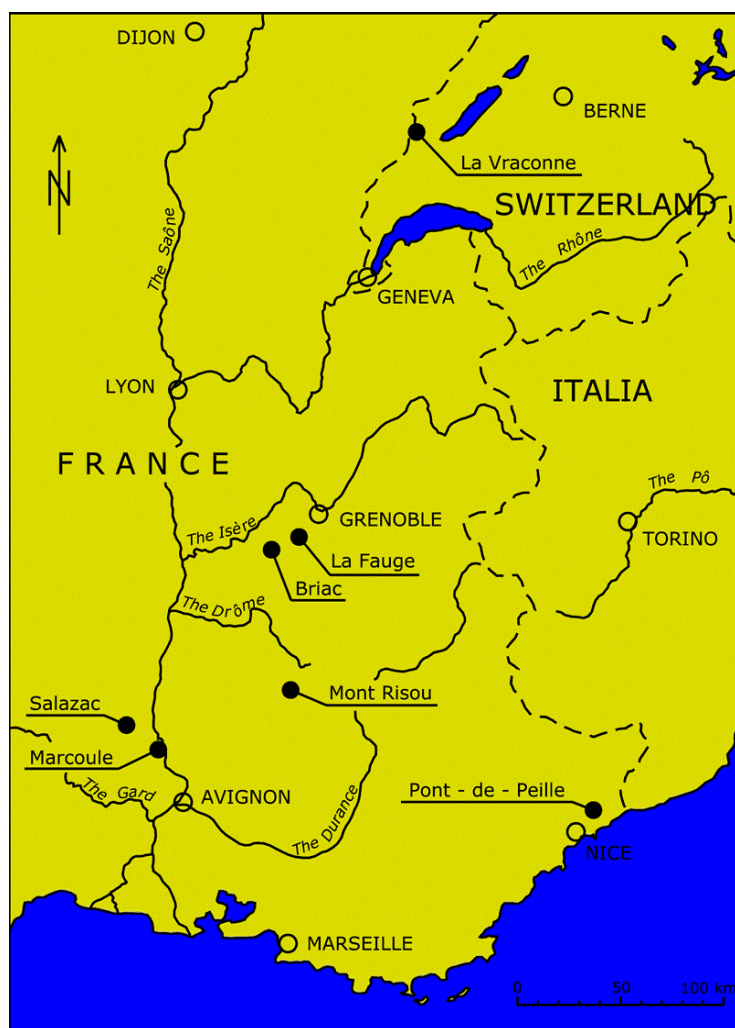 DIJON
BERNE
La Vraconne
N
SWITZERLAND
The Saône
The Rhône
GENEVA
LYON
ITALIA
FRANCE
The Pô
The Isère
GRENOBLE
TORINO
La Fauge
Briac
The Drôme
Salazac
Mont Risou
Marcoule
The Gard
AVIGNON
Pont - de - Peille
The Durance
NICE
MARSEILLE
0 50 100 km